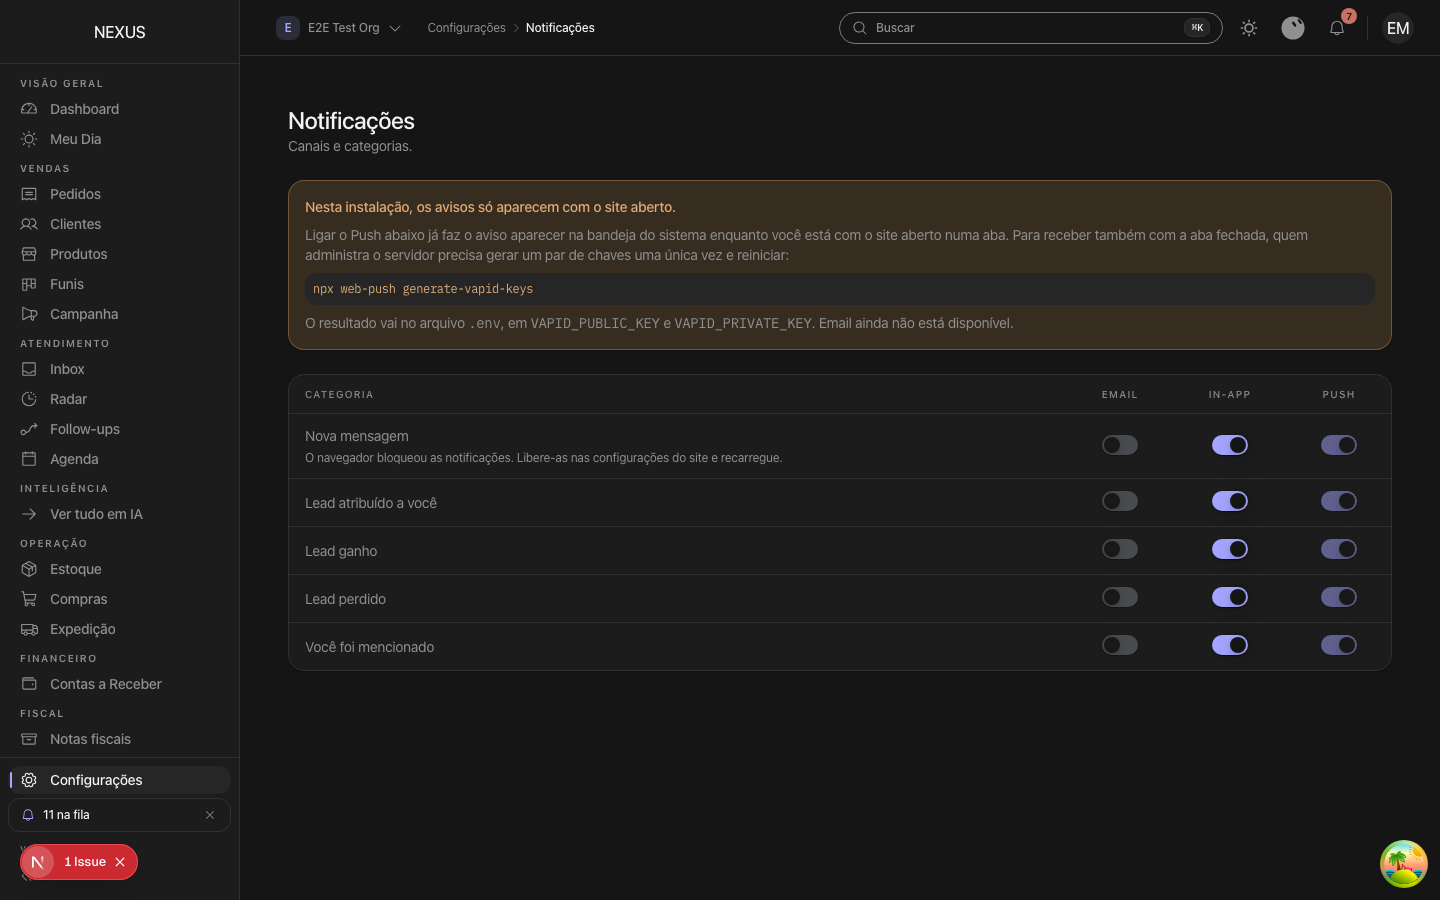 NEXUS
E E2E Test Org
Configurações Notificações
Buscar ⌘K
7
EM
VISÃO GERAL
Dashboard
Meu Dia
VENDAS
Pedidos
Clientes
Produtos
Funis
Campanha
ATENDIMENTO
Inbox
Radar
Follow-ups
Agenda
INTELIGÊNCIA
Ver tudo em IA
OPERAÇÃO
Estoque
Compras
Expedição
FINANCEIRO
Contas a Receber
FISCAL
Notas fiscais
Configurações
11 na fila
N 1 Issue
Notificações
Canais e categorias.
Nesta instalação, os avisos só aparecem com o site aberto.
Ligar o Push abaixo já faz o aviso aparecer na bandeja do sistema enquanto você está com o site aberto numa aba. Para receber também com a aba fechada, quem
administra o servidor precisa gerar um par de chaves uma única vez e reiniciar:
npx web-push generate-vapid-keys
O resultado vai no arquivo .env, em VAPID_PUBLIC_KEY e VAPID_PRIVATE_KEY. Email ainda não está disponível.
CATEGORIA EMAIL IN-APP PUSH
Nova mensagem
O navegador bloqueou as notificações. Libere-as nas configurações do site e recarregue.
Lead atribuído a você
Lead ganho
Lead perdido
Você foi mencionado